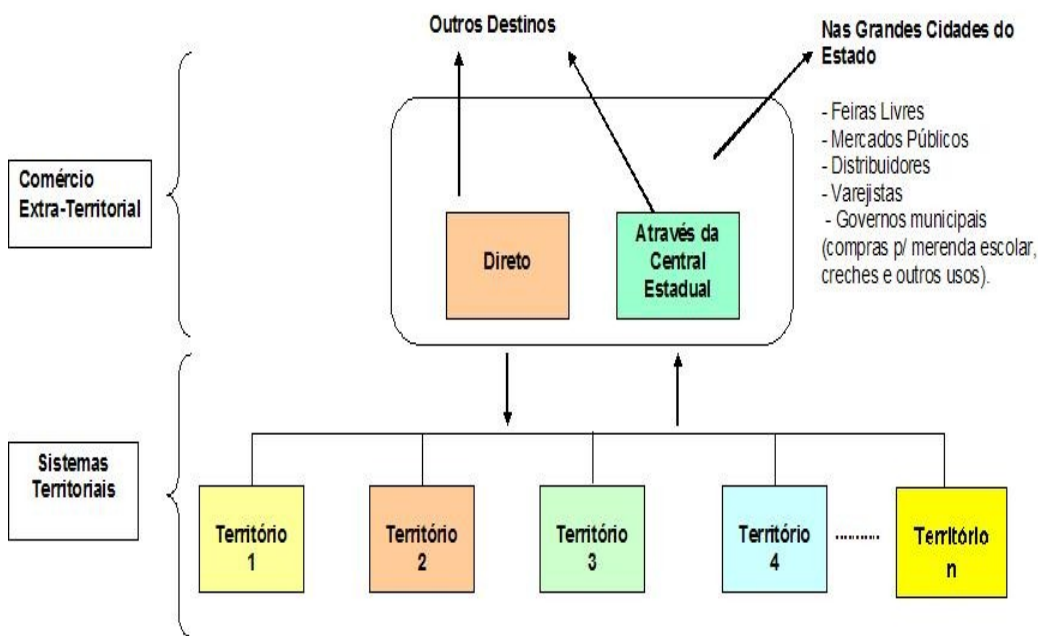 Outros Destinos
Nas Grandes Cidades do
Estado
- Feiras Livres
- Mercados Públicos
- Distribuidores
- Varejistas
- Governos municipais
(compras p/ merenda escolar,
creches e outros usos).
Comércio
Extra-Territorial
Direto
Através da
Central
Estadual
Sistemas
Territoriais
Território
1
Território
2
Território
3
Território
4
..........
Território
n